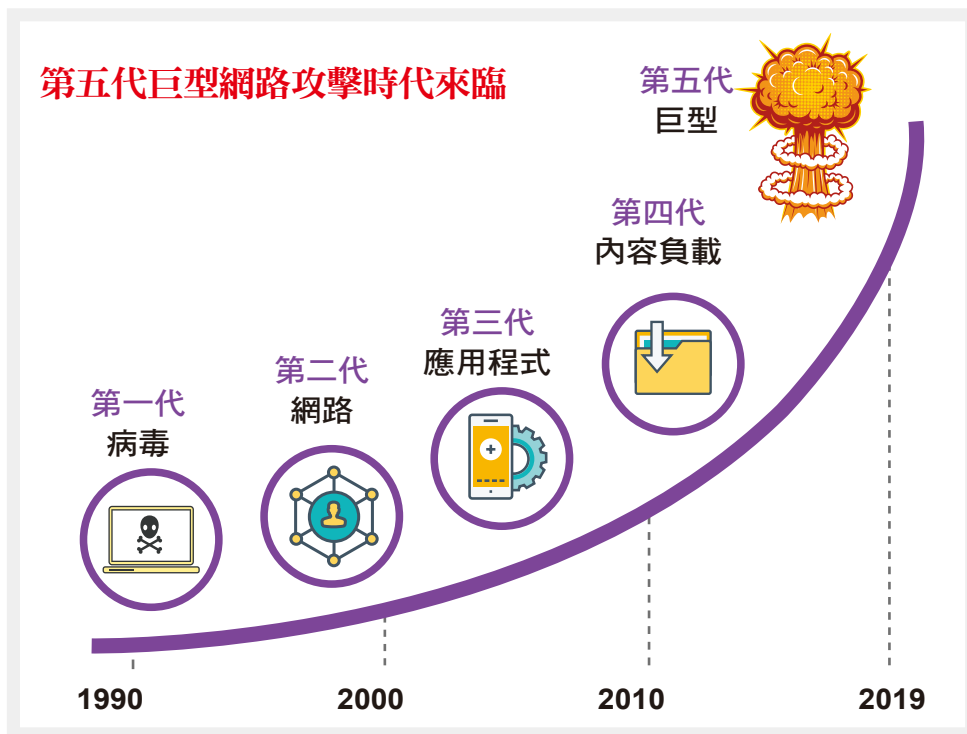 第五代巨型網路攻擊時代來臨
第五代
巨型
第四代
內容負載
第三代
應用程式
第二代
網路
第一代
病毒
1990
2000
2010
2019